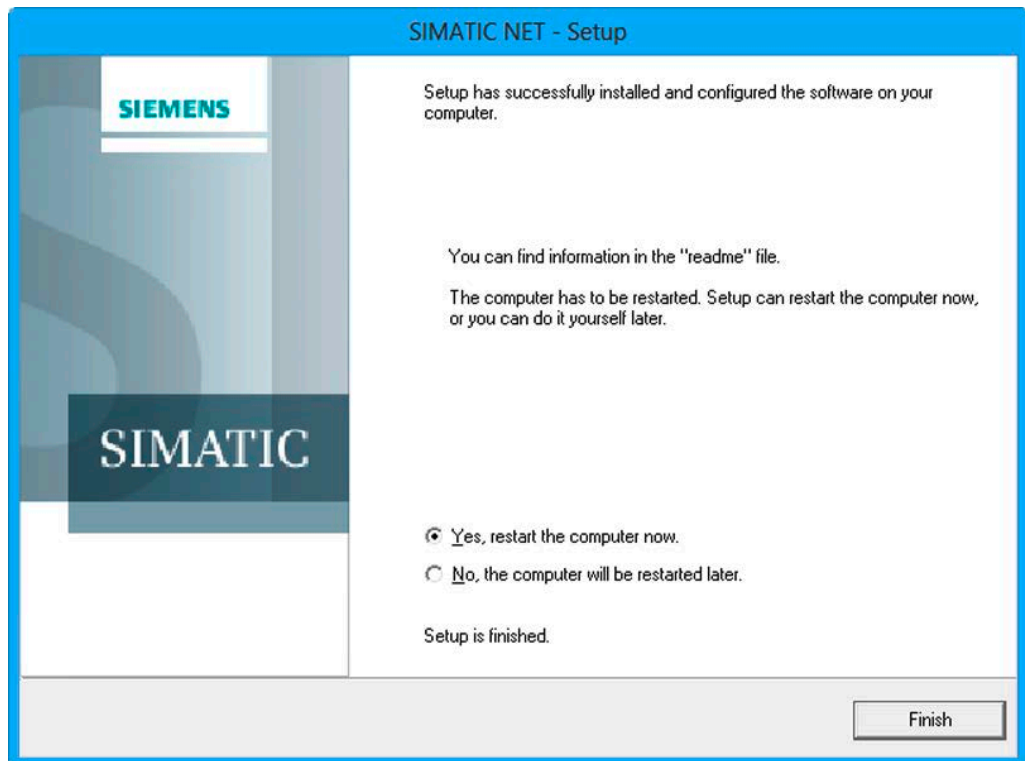 SIMATIC NET - Setup
SIEMENS
Setup has successfully installed and configured the software on your
computer.
You can find information in the "readme" file.
The computer has to be restarted. Setup can restart the computer now,
or you can do it yourself later.
SIMATIC
Yes, restart the computer now.
No, the computer will be restarted later.
Setup is finished.
Finish